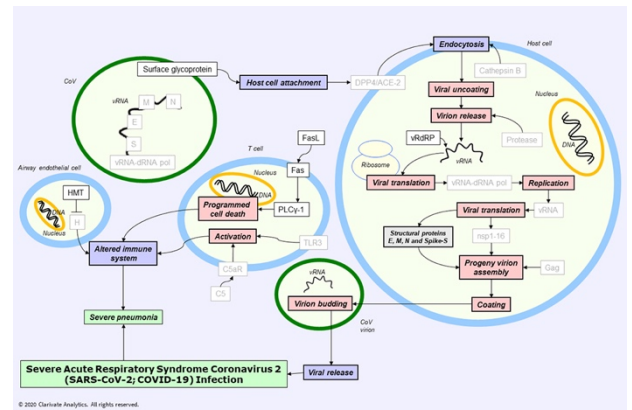 CoV
Surface glycoprotein
vRNA
M
N
E
S
vRNA-dRNA pol
Host cell attachment
DPP4/ACE-2
Endocytosis
Host cell
Cathepsin B
Viral uncoating
Virion release
Nucleus
DNA
Protease
vRdRP
vRNA
Ribosome
Viral translation
vRNA-dRNA pol
Replication
Viral translation
vRNA
Structural proteins
E, M, N and Spike-S
nsp1-16
Progeny virion
assembly
Gag
Coating
T cell
FasL
Fas
Nucleus
DNA
Programmed
cell death
PLCγ-1
Activation
TLR3
C5aR
C5
Airway endothelial cell
HMT
DNA
H
Nucleus
Altered immune
system
vRNA
Virion budding
CoV
virion
Severe pneumonia
Severe Acute Respiratory Syndrome Coronavirus 2
(SARS-CoV-2; COVID-19) Infection
Viral release
© 2020 Clarivate Analytics. All rights reserved.